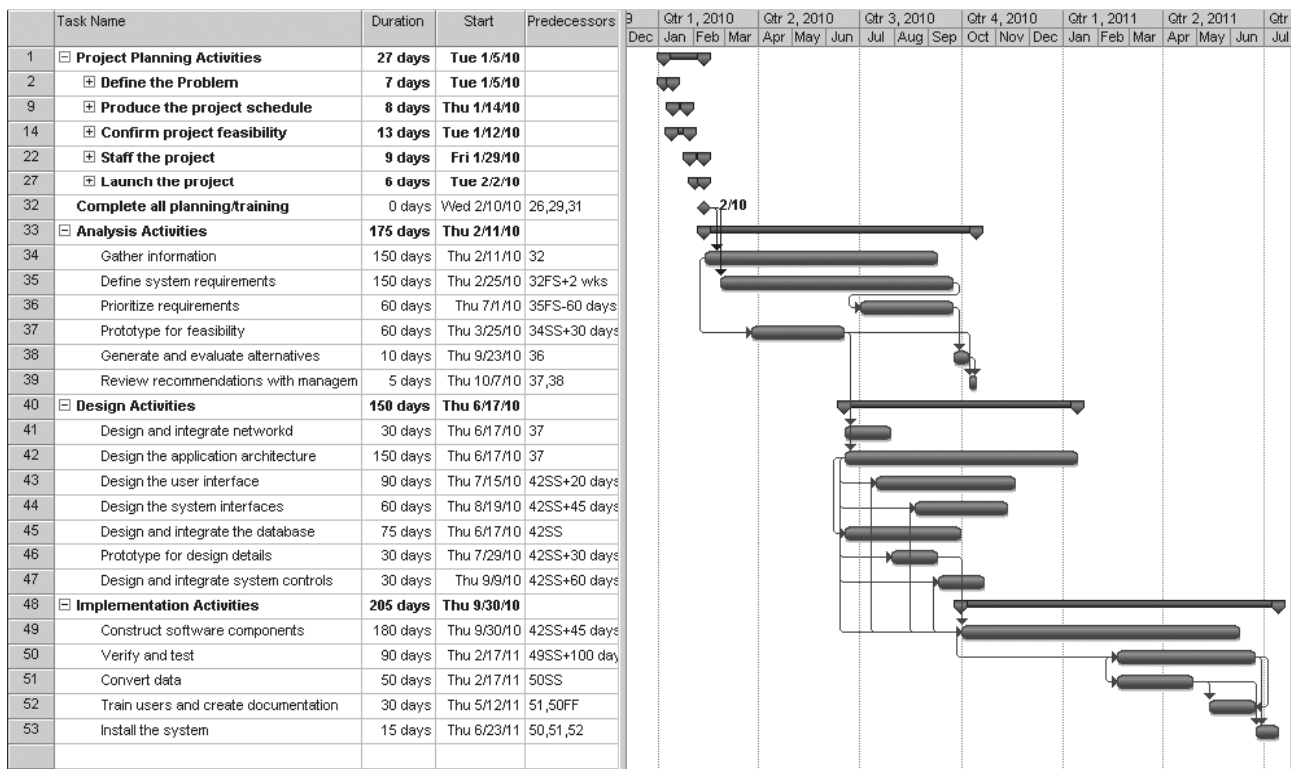 Task Name Duration Start Predecessors 9 Qtr 1, 2010 Qtr 2, 2010 Qtr 3, 2010 Qtr 4, 2010 Qtr 1, 2011 Qtr 2, 2011 Qtr
Dec Jan Feb Mar Apr May Jun Jul Aug Sep Oct Nov Dec Jan Feb Mar Apr May Jun Jul
1 Project Planning Activities 27 days Tue 1/5/10
2 Define the Problem 7 days Tue 1/5/10
9 Produce the project schedule 8 days Thu 1/14/10
14 Confirm project feasibility 13 days Tue 1/12/10
22 Staff the project 9 days Fri 1/29/10
27 Launch the project 6 days Tue 2/2/10
32 Complete all planning/training 0 days Wed 2/10/10 26,29,31 2/10
33 Analysis Activities 175 days Thu 2/11/10
34 Gather information 150 days Thu 2/11/10 32
35 Define system requirements 150 days Thu 2/25/10 32FS+2 wks
36 Prioritize requirements 60 days Thu 7/1/10 35FS-60 days
37 Prototype for feasibility 60 days Thu 3/25/10 34SS+30 days
38 Generate and evaluate alternatives 10 days Thu 9/23/10 36
39 Review recommendations with managem 5 days Thu 10/7/10 37,38
40 Design Activities 150 days Thu 6/17/10
41 Design and integrate networkd 30 days Thu 6/17/10 37
42 Design the application architecture 150 days Thu 6/17/10 37
43 Design the user interface 90 days Thu 7/15/10 42SS+20 days
44 Design the system interfaces 60 days Thu 8/19/10 42SS+45 days
45 Design and integrate the database 75 days Thu 6/17/10 42SS
46 Prototype for design details 30 days Thu 7/29/10 42SS+30 days
47 Design and integrate system controls 30 days Thu 9/9/10 42SS+60 days
48 Implementation Activities 205 days Thu 9/30/10
49 Construct software components 180 days Thu 9/30/10 42SS+45 days
50 Verify and test 90 days Thu 2/17/11 49SS+100 day
51 Convert data 50 days Thu 2/17/11 50SS
52 Train users and create documentation 30 days Thu 5/12/11 51,50FF
53 Install the system 15 days Thu 6/23/11 50,51,52